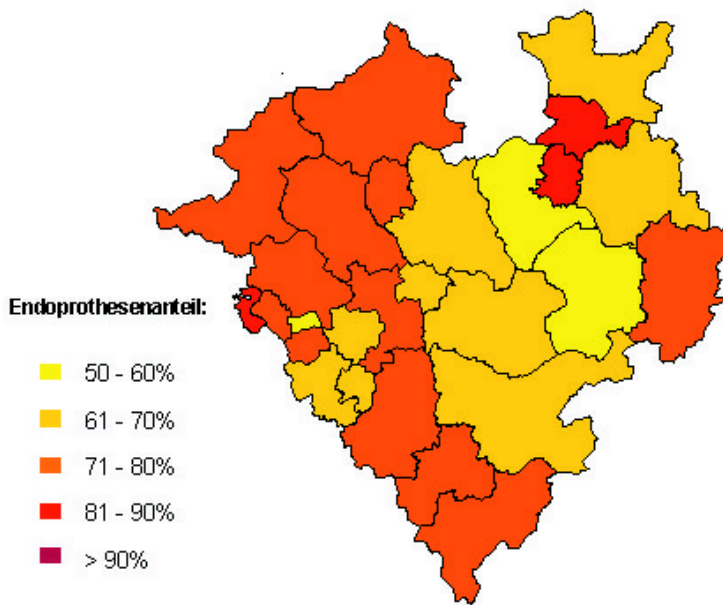 Endoprothesenanteil:
50 - 60%
61 - 70%
71 - 80%
81 - 90%
> 90%